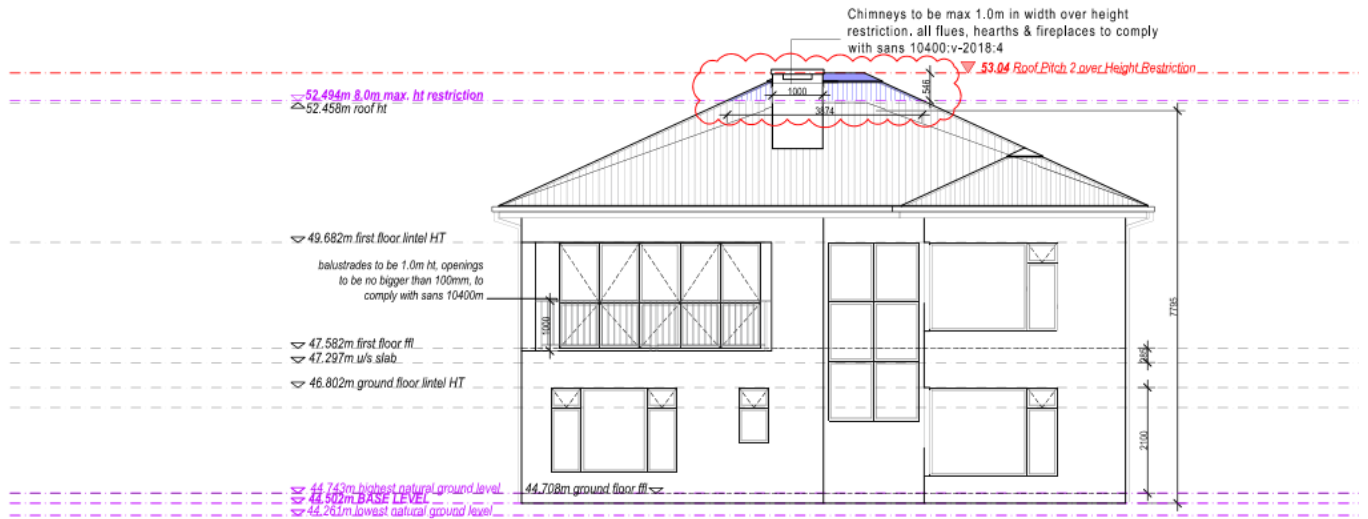 Chimneys to be max 1.0m in width over height
restriction. all flues, hearths & fireplaces to comply
with sans 10400:v-2018:4
53.04 Roof Pitch 2 over Height Restriction
52.494m 8.0m max. ht restriction
52.458m roof ht
1000
546
3874
49.682m first floor lintel HT
balustrades to be 1.0m ht, openings
to be no bigger than 100mm, to
comply with sans 10400m
1000
7795
47.582m first floor ffl
47.297m u/s slab
285
46.802m ground floor lintel HT
2100
44.743m highest natural ground level
44.708m ground floor ffl
44.502m BASE LEVEL
44.261m lowest natural ground level